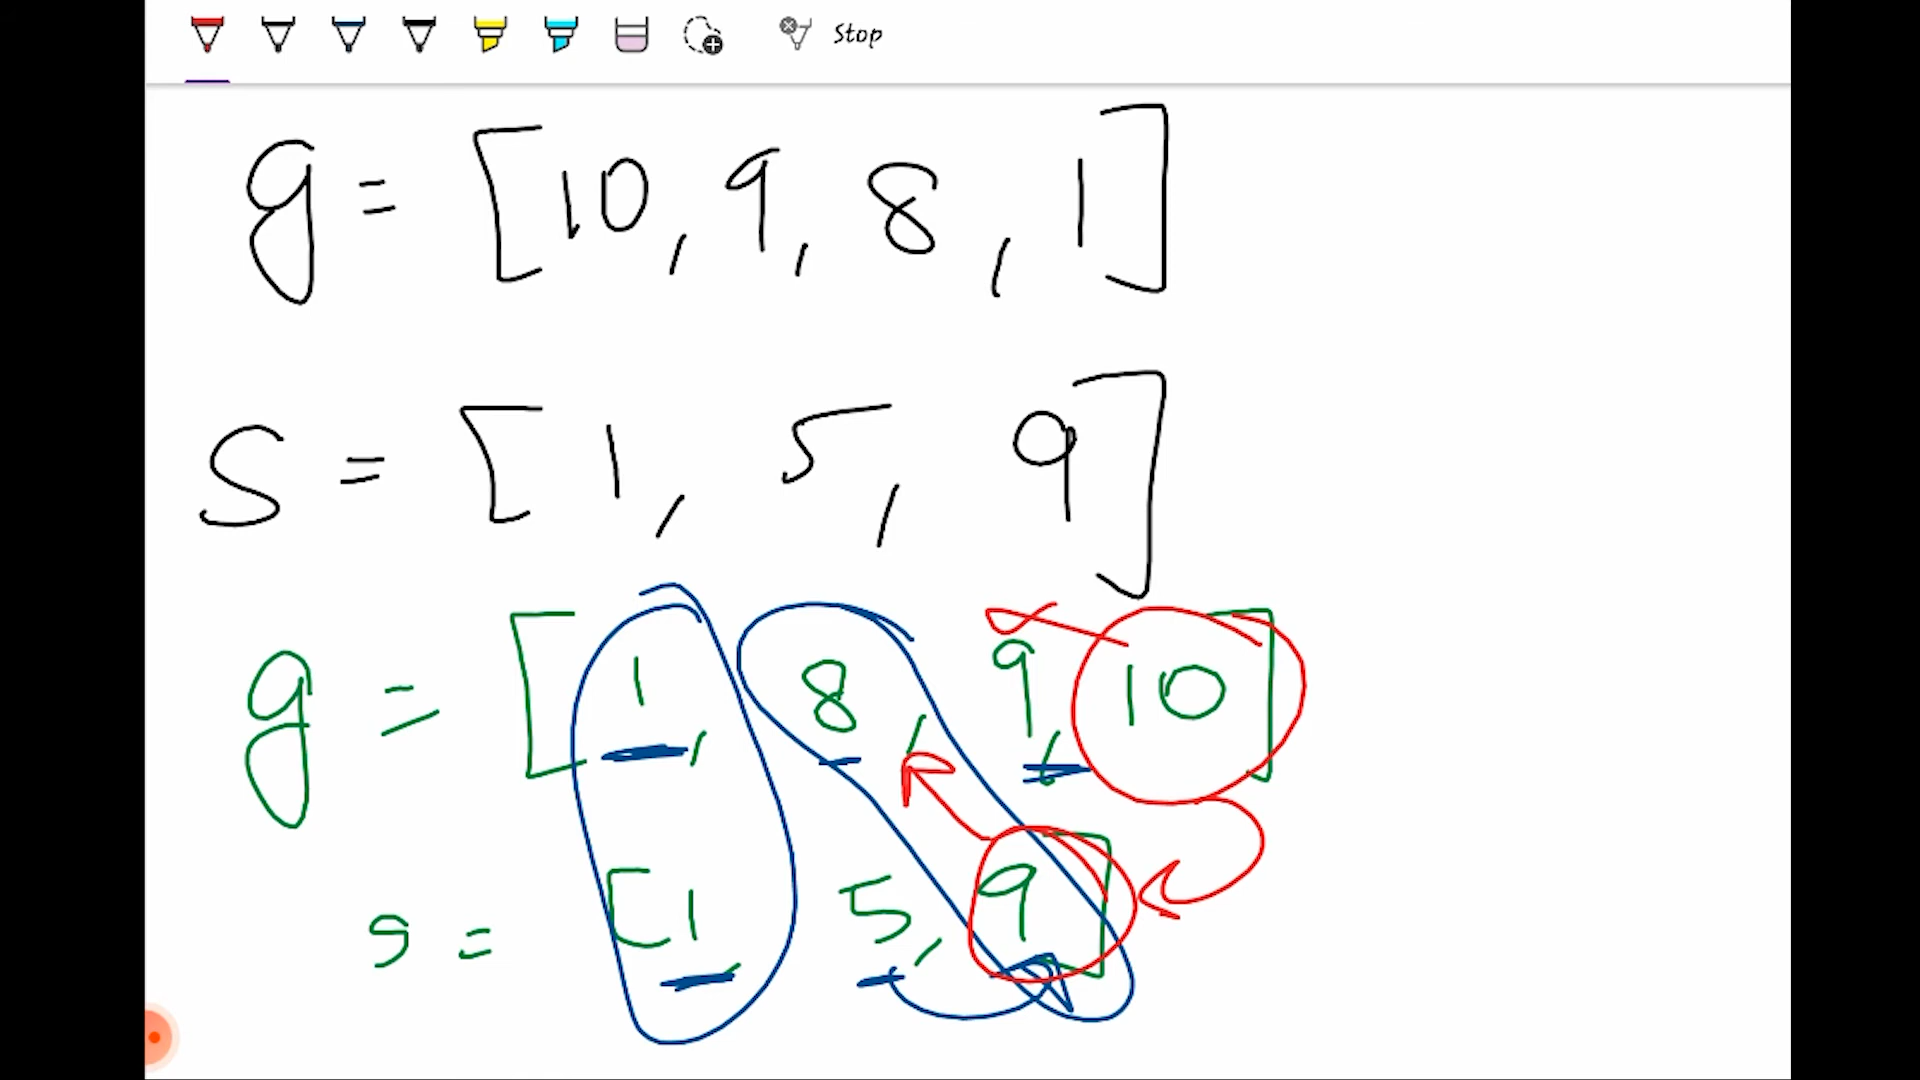 Stop
g = [10, 9, 8, 1]
S = [1, 5, 9]
g = [1, 8, 9, 10]
s = [1, 5, 9]